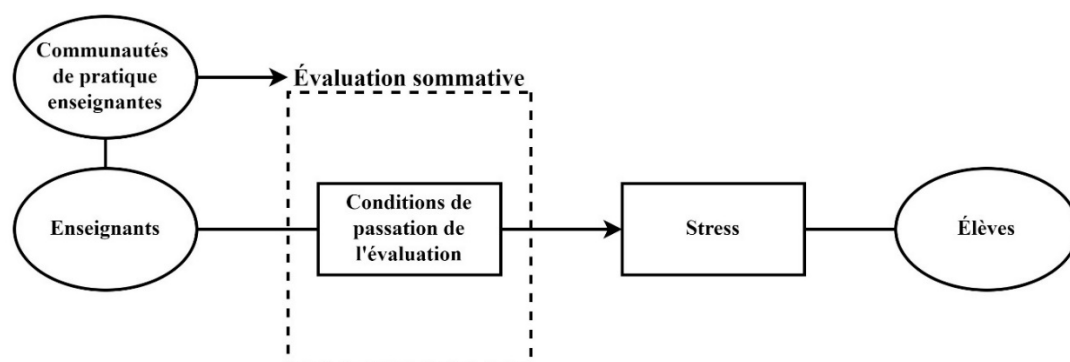 Communautés
de pratique
enseignantes
Évaluation sommative
Enseignants
Conditions de
passation de
l'évaluation
Stress
Élèves